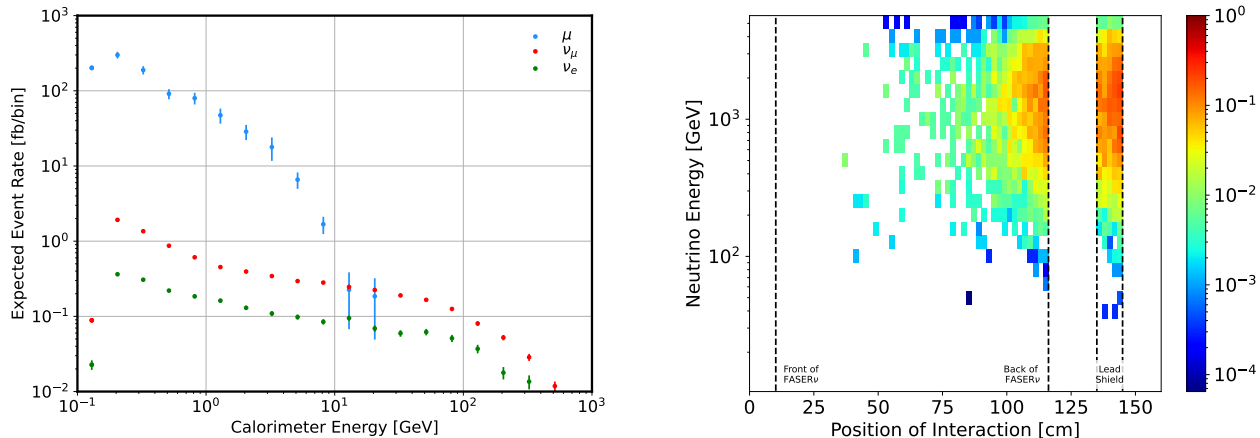 10³
10²
10¹
10⁰
10⁻¹
10⁻²
Expected Event Rate [fb/bin]
μ
ν_μ
ν_e
10⁻¹ 10⁰ 10¹ 10² 10³
Calorimeter Energy [GeV]
10³
10²
Neutrino Energy [GeV]
Front of
FASERν
Back of
FASERν
Lead
Shield
0 25 50 75 100 125 150
Position of Interaction [cm]
10⁰
10⁻¹
10⁻²
10⁻³
10⁻⁴